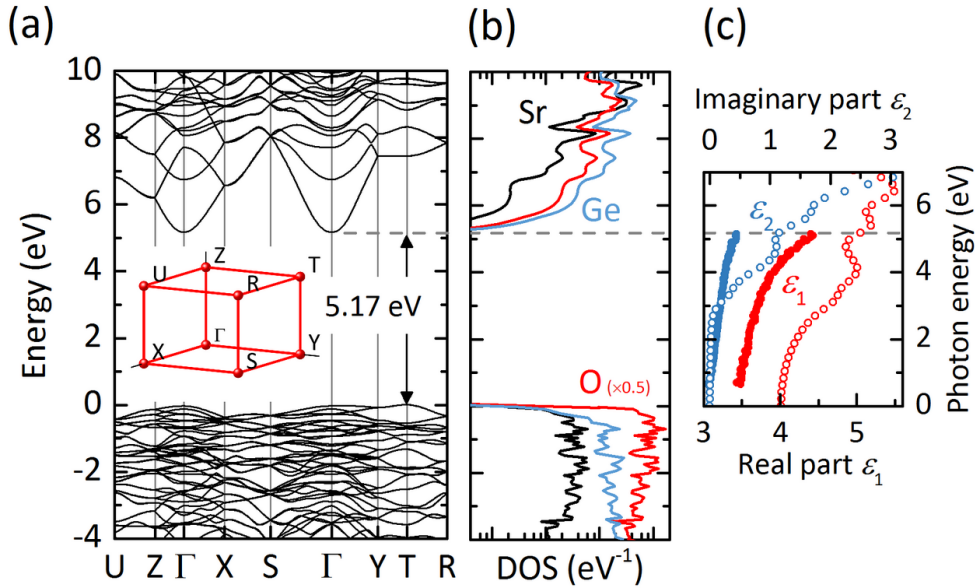 (a)
10
8
6
4
2
0
-2
-4
Energy (eV)
U Z Γ X S Γ Y T R
5.17 eV
Z
U
T
R
Γ
X
Y
S
(b)
Sr
Ge
O (×0.5)
DOS (eV⁻¹)
(c)
Imaginary part ε₂
0 1 2 3
ε₂
ε₁
6
4
2
0
Photon energy (eV)
3 4 5
Real part ε₁